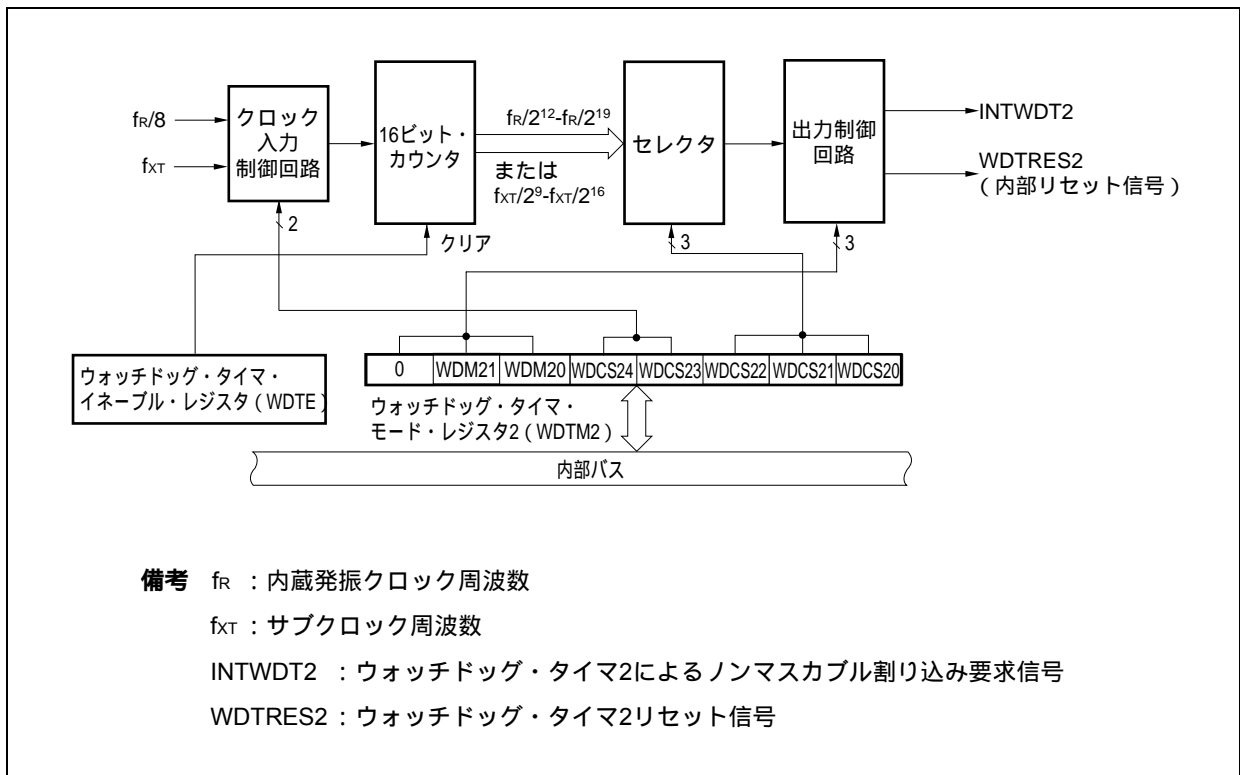 fR/8
fXT
クロック
入力
制御回路
2
16ビット・
カウンタ
クリア
fR/2^12-fR/2^19
または
fXT/2^9-fXT/2^16
セレクタ
3
出力制御
回路
3
INTWDT2
WDTRES2
（内部リセット信号）
ウォッチドッグ・タイマ・
イネーブル・レジスタ（WDTE）
0 WDM21 WDM20 WDCS24 WDCS23 WDCS22 WDCS21 WDCS20
ウォッチドッグ・タイマ・
モード・レジスタ2（WDTM2）
内部バス
備考 fR ：内蔵発振クロック周波数
fXT ：サブクロック周波数
INTWDT2 ：ウォッチドッグ・タイマ2によるノンマスカブル割り込み要求信号
WDTRES2：ウォッチドッグ・タイマ2リセット信号